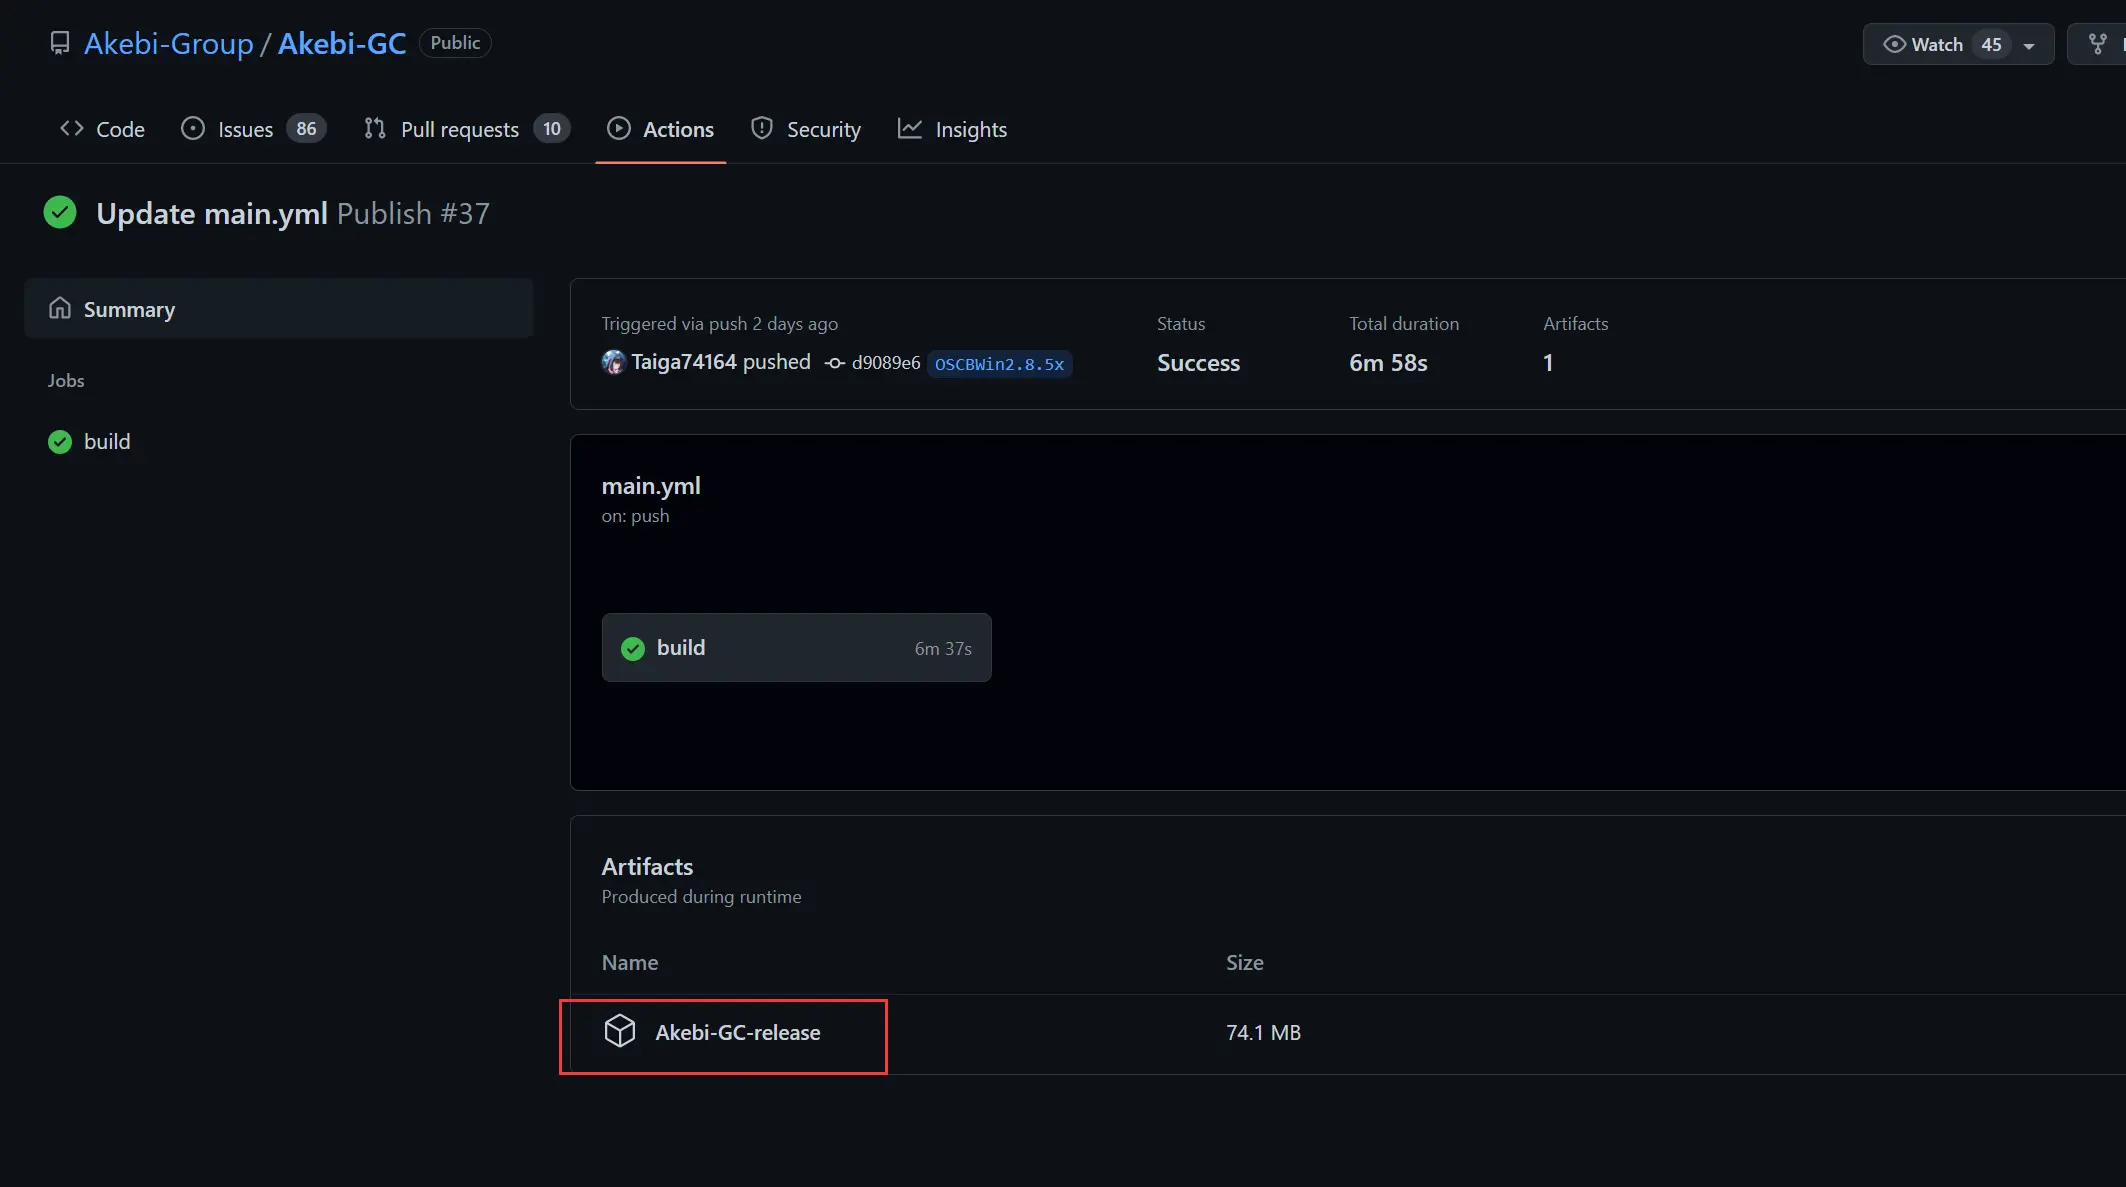 Akebi-Group / Akebi-GC Public
Watch 45
Code Issues 86 Pull requests 10 Actions Security Insights
Update main.yml Publish #37
Summary
Jobs
build
Triggered via push 2 days ago
Taiga74164 pushed d9089e6 OSCBWin2.8.5x
Status
Success
Total duration
6m 58s
Artifacts
1
main.yml
on: push
build 6m 37s
Artifacts
Produced during runtime
Name Size
Akebi-GC-release 74.1 MB